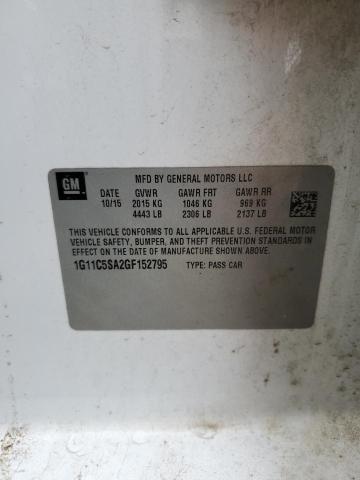 GM
MFD BY GENERAL MOTORS LLC
DATE GVWR GAWR FRT GAWR RR
10/15 2015 KG 1046 KG 969 KG
4443 LB 2306 LB 2137 LB
THIS VEHICLE CONFORMS TO ALL APPLICABLE U.S. FEDERAL MOTOR
VEHICLE SAFETY, BUMPER, AND THEFT PREVENTION STANDARDS
IN EFFECT ON THE DATE OF MANUFACTURE SHOWN ABOVE.
1G11C5SA2GF152795 TYPE: PASS CAR